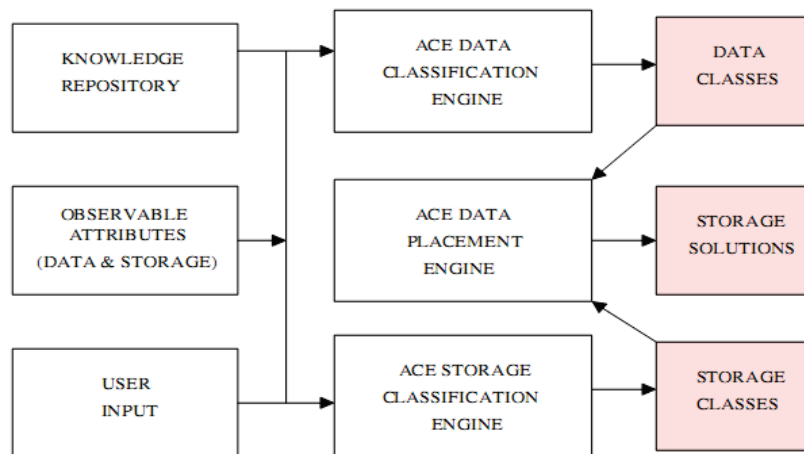 KNOWLEDGE
REPOSITORY
ACE DATA
CLASSIFICATION
ENGINE
DATA
CLASSES
OBSERVABLE
ATTRIBUTES
(DATA & STORAGE)
ACE DATA
PLACEMENT
ENGINE
STORAGE
SOLUTIONS
USER
INPUT
ACE STORAGE
CLASSIFICATION
ENGINE
STORAGE
CLASSES